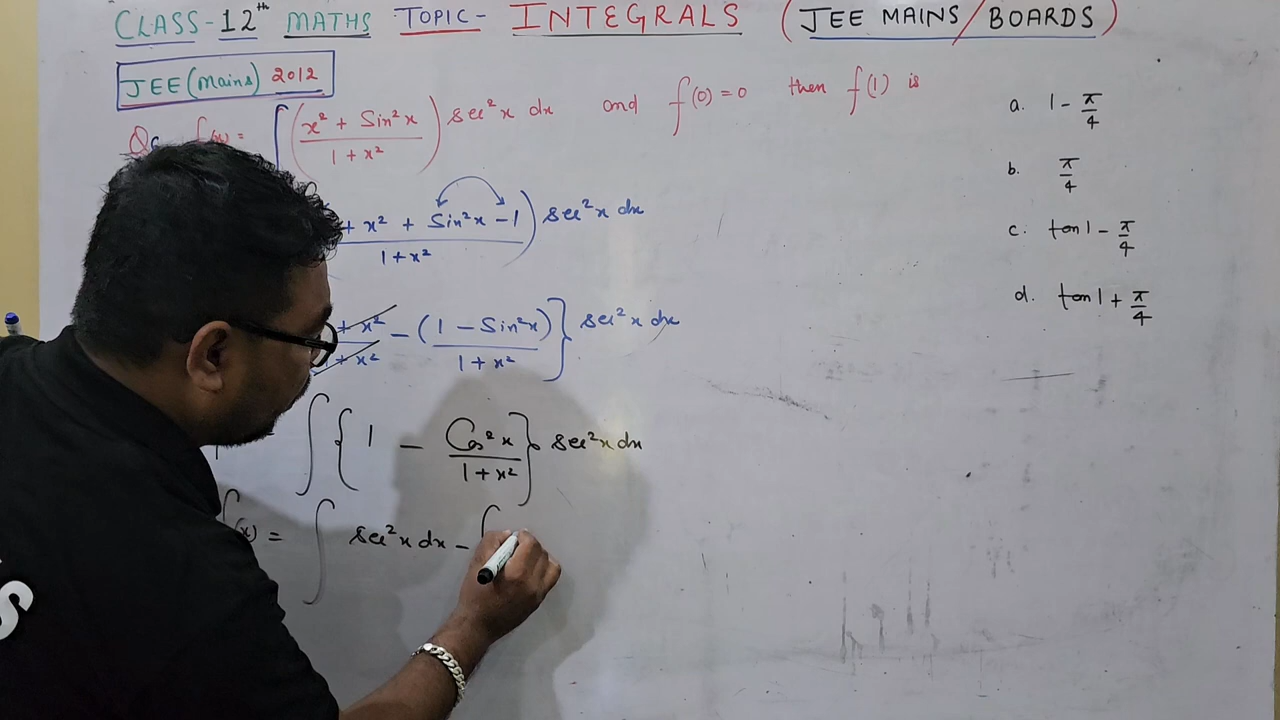 CLASS-12th MATHS TOPIC- INTEGRALS (JEE MAINS/BOARDS)
JEE(Mains) 2012
Q. f(x) = ∫((x² + Sin²x)/(1 + x²)) sec²x dx and f(0)=0 then f(1) is
a. 1 - π/4
b. π/4
c. tan1 - π/4
d. tan1 + π/4
+ x² + Sin²x - 1)/(1+x²) sec²x dx
+ x²/1 + x² - (1 - Sin²x)/(1 + x²)} sec²x dx
∫{1 - Cos²x/(1+x²)} sec²x dx
f(x) = ∫ sec²x dx - ∫
S